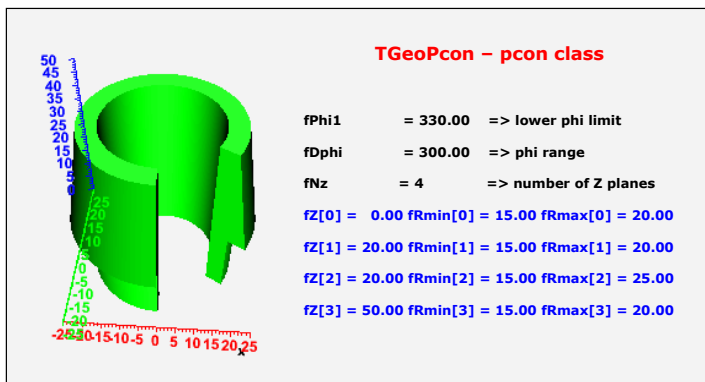 TGeoPcon – pcon class
fPhi1 = 330.00 => lower phi limit
fDphi = 300.00 => phi range
fNz = 4 => number of Z planes
fZ[0] = 0.00 fRmin[0] = 15.00 fRmax[0] = 20.00
fZ[1] = 20.00 fRmin[1] = 15.00 fRmax[1] = 20.00
fZ[2] = 20.00 fRmin[2] = 15.00 fRmax[2] = 25.00
fZ[3] = 50.00 fRmin[3] = 15.00 fRmax[3] = 20.00
50
45
40
35
30
25
20
15
10
5
0
25
20
15
10
5
0
-5
-10
-15
-20
-25
-25 -20 -15 -10 -5 0 5 10 15 20 25
x